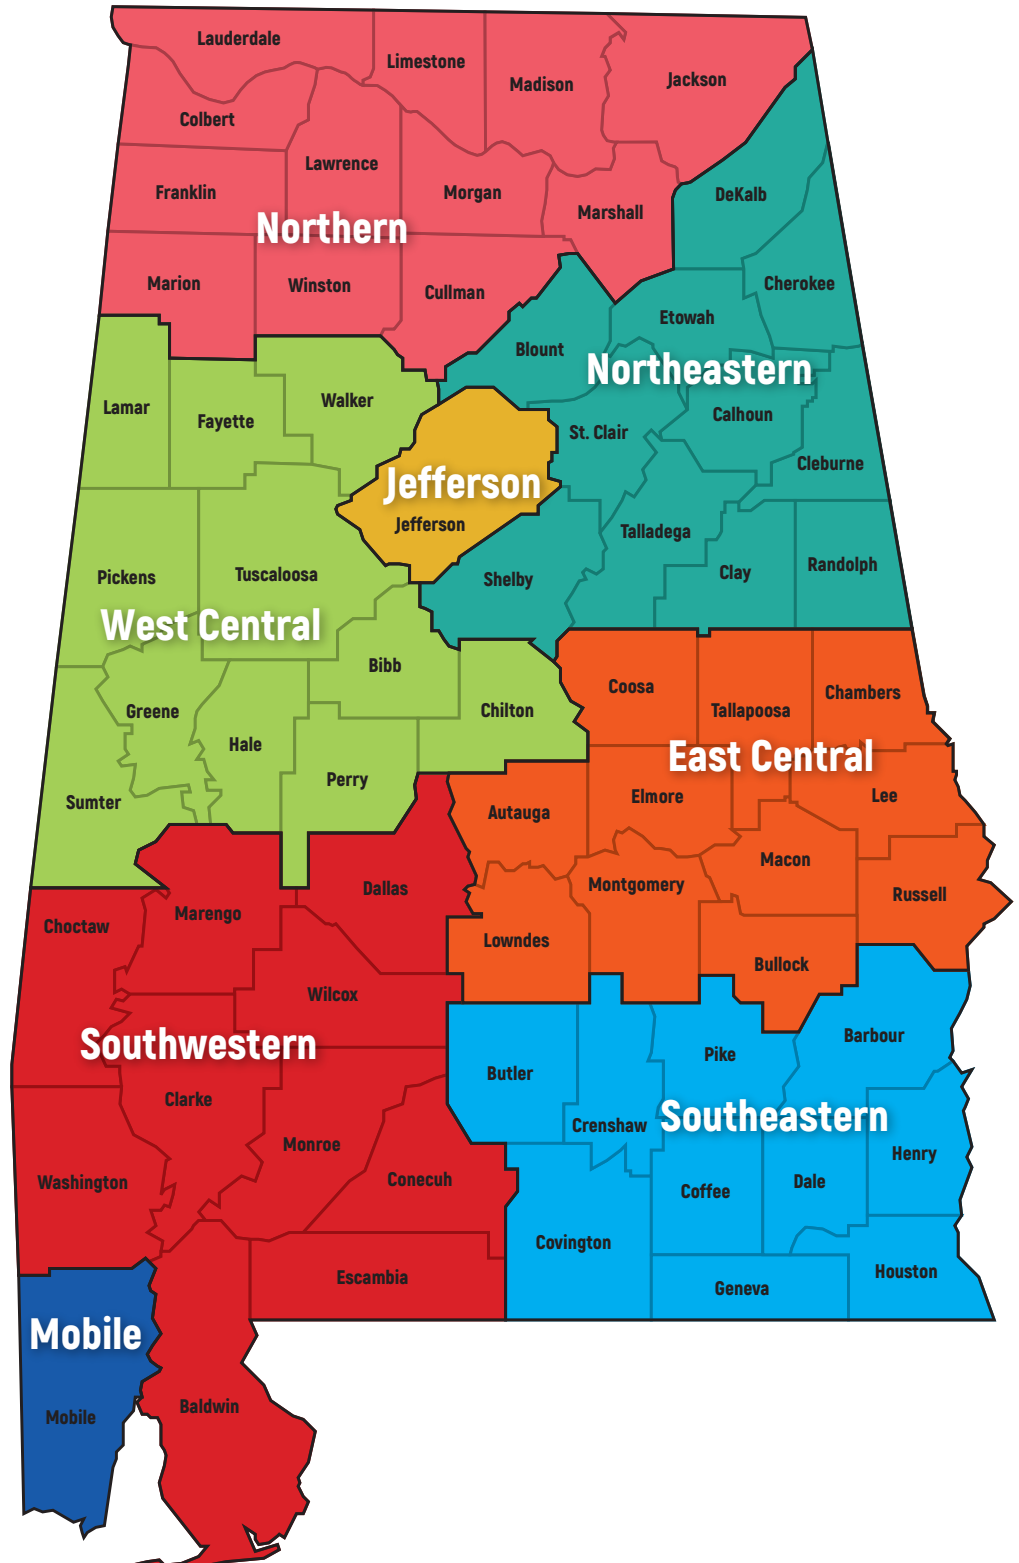 Lauderdale
Limestone
Madison
Jackson
Colbert
Lawrence
Franklin
Morgan
DeKalb
Marshall
Northern
Marion
Winston
Cullman
Cherokee
Etowah
Blount
Northeastern
Lamar
Fayette
Walker
Calhoun
St. Clair
Cleburne
Jefferson
Jefferson
Talladega
Pickens
Tuscaloosa
Shelby
Clay
Randolph
West Central
Bibb
Coosa
Chambers
Greene
Chilton
Tallapoosa
Hale
East Central
Perry
Sumter
Autauga
Elmore
Lee
Macon
Dallas
Montgomery
Russell
Marengo
Choctaw
Lowndes
Bullock
Wilcox
Southwestern
Barbour
Pike
Butler
Clarke
Crenshaw
Southeastern
Monroe
Henry
Washington
Conecuh
Coffee
Dale
Covington
Escambia
Geneva
Houston
Mobile
Baldwin
Mobile